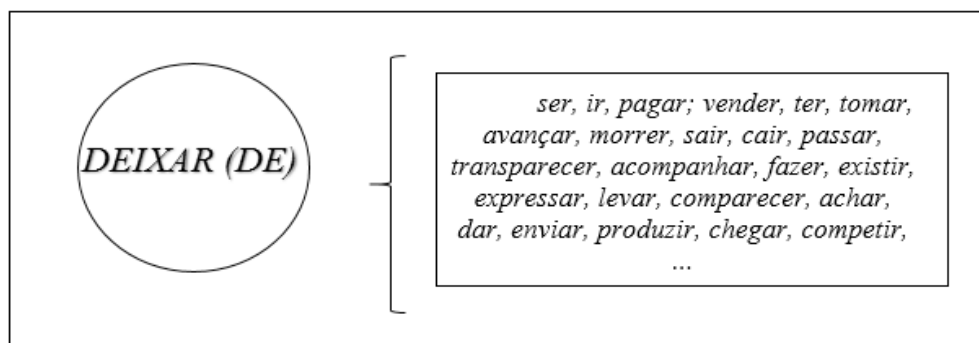 DEIXAR (DE)
ser, ir, pagar; vender, ter, tomar,
avançar, morrer, sair, cair, passar,
transparecer, acompanhar, fazer, existir,
expressar, levar, comparecer, achar,
dar, enviar, produzir, chegar, competir,
...